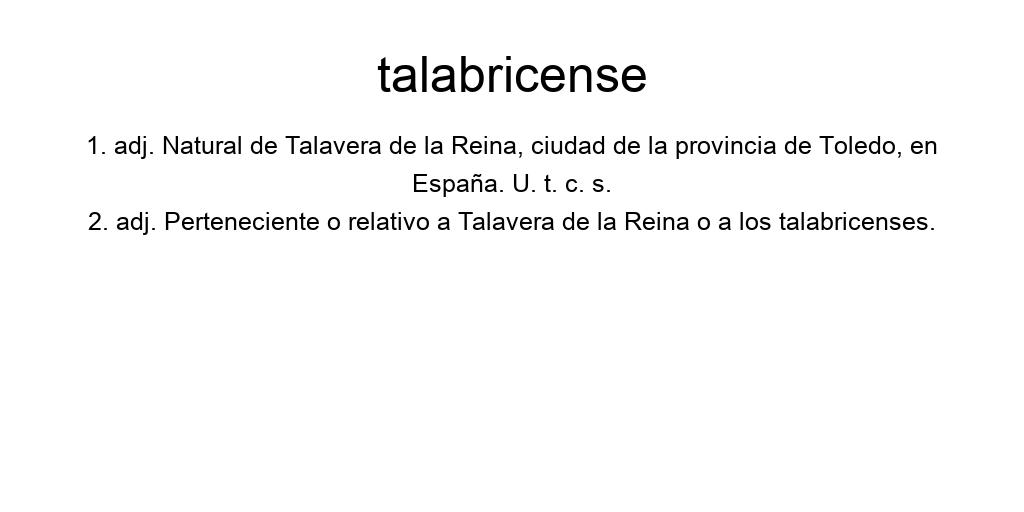 talabricense
1. adj. Natural de Talavera de la Reina, ciudad de la provincia de Toledo, en
España. U. t. c. s.
2. adj. Perteneciente o relativo a Talavera de la Reina o a los talabricenses.